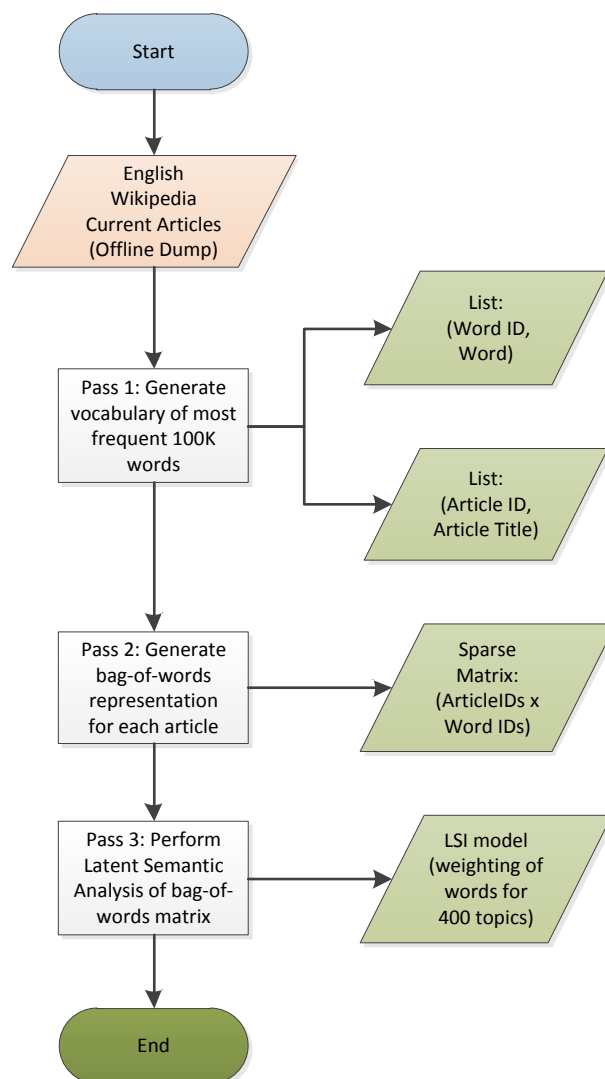 Start
English
Wikipedia
Current Articles
(Offline Dump)
List:
(Word ID,
Word)
Pass 1: Generate
vocabulary of most
frequent 100K
words
List:
(Article ID,
Article Title)
Pass 2: Generate
bag-of-words
representation
for each article
Sparse
Matrix:
(ArticleIDs x
Word IDs)
Pass 3: Perform
Latent Semantic
Analysis of bag-of-
words matrix
LSI model
(weighting of
words for
400 topics)
End